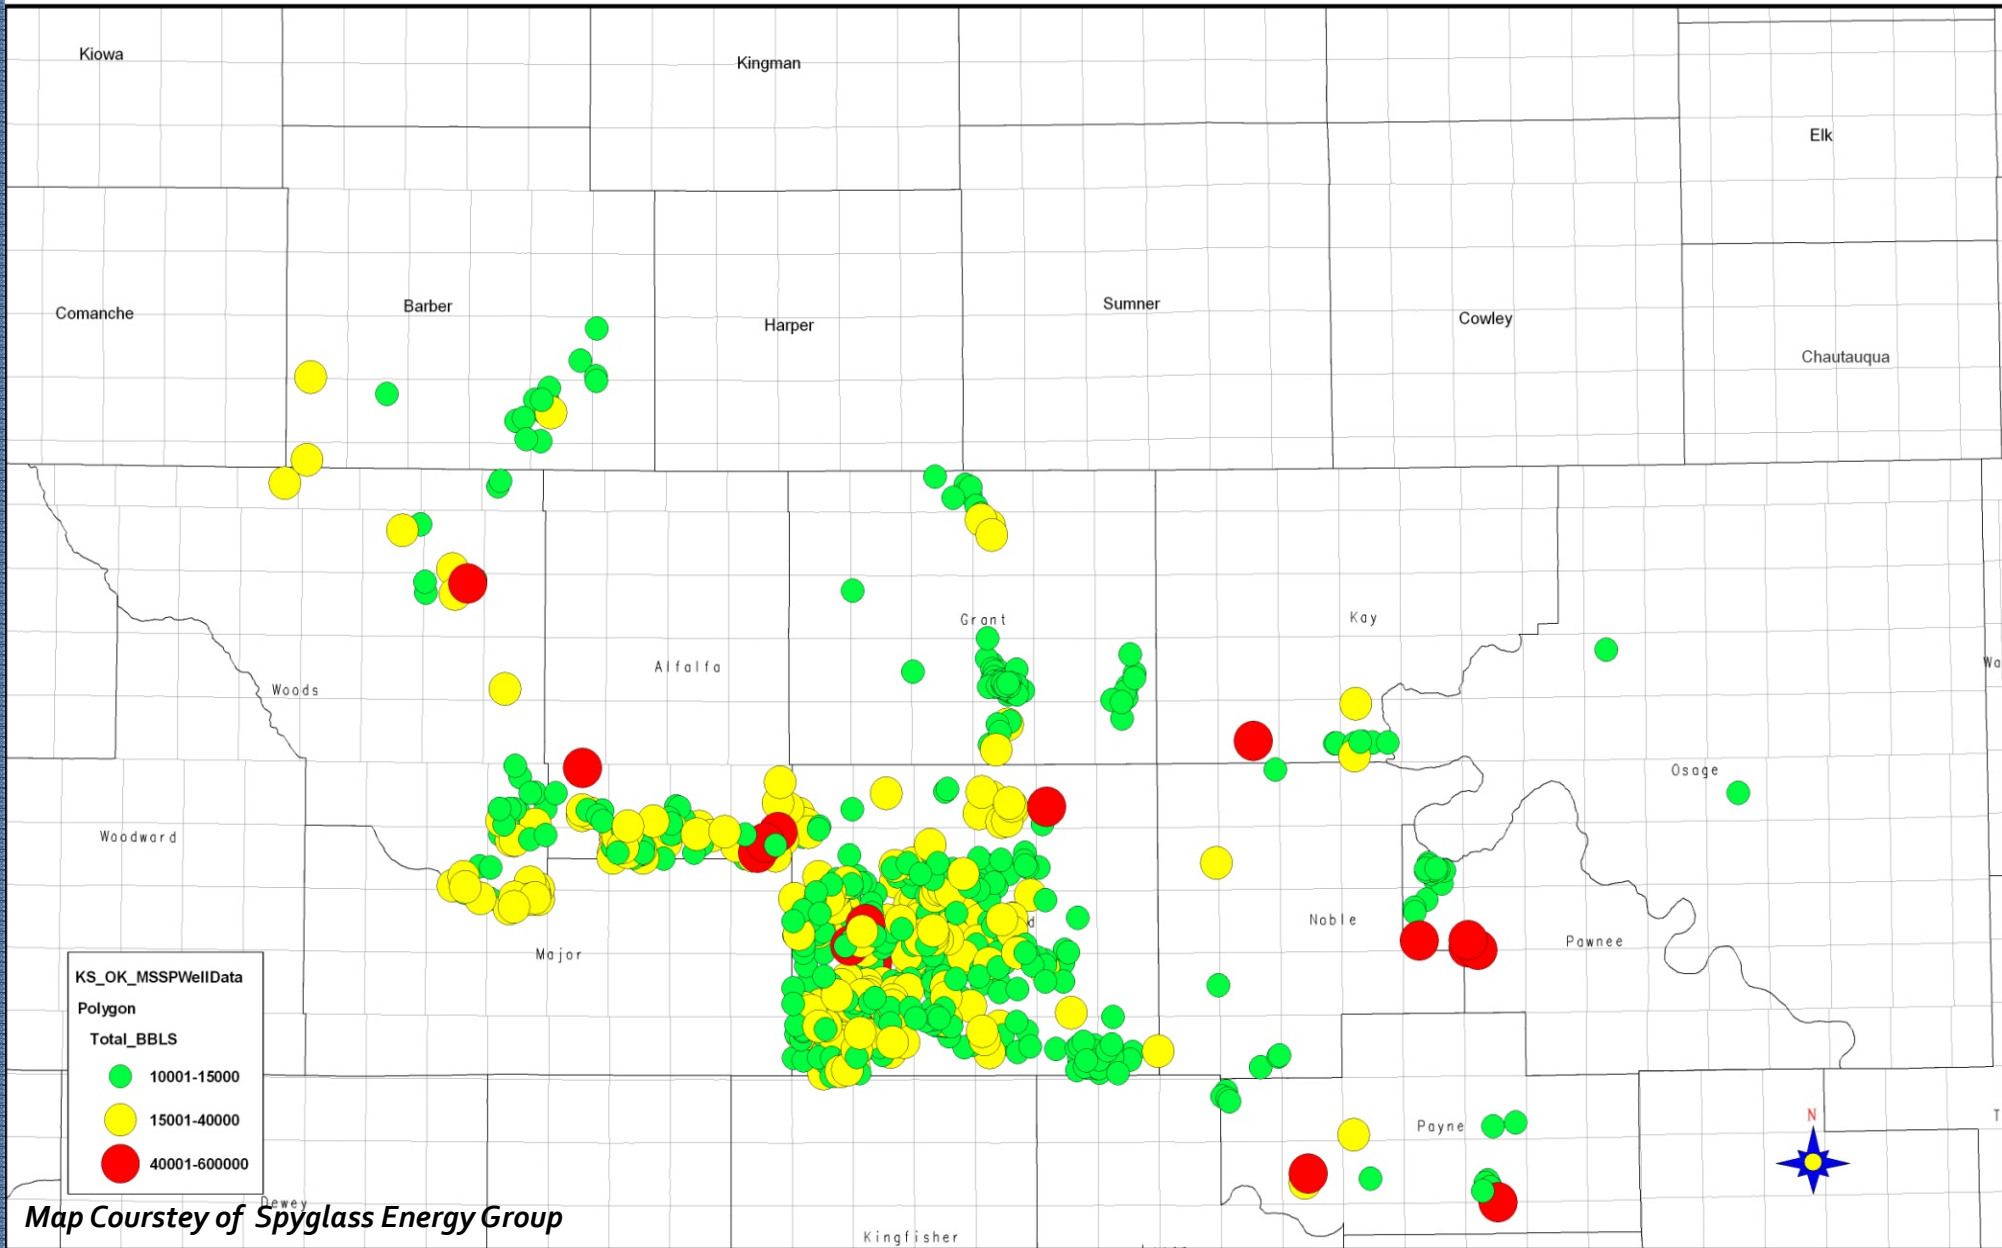 Kiowa
Kingman
Elk
Comanche
Barber
Harper
Sumner
Cowley
Chautauqua
Grant
Kay
Alfalfa
Woods
Wa
Osage
Woodward
Noble
d
Major
Pawnee
KS_OK_MSSPWellData
Polygon
Total_BBLS
10001-15000
15001-40000
40001-600000
N
T
Payne
Dewey
Map Courstey of Spyglass Energy Group
Kingfisher